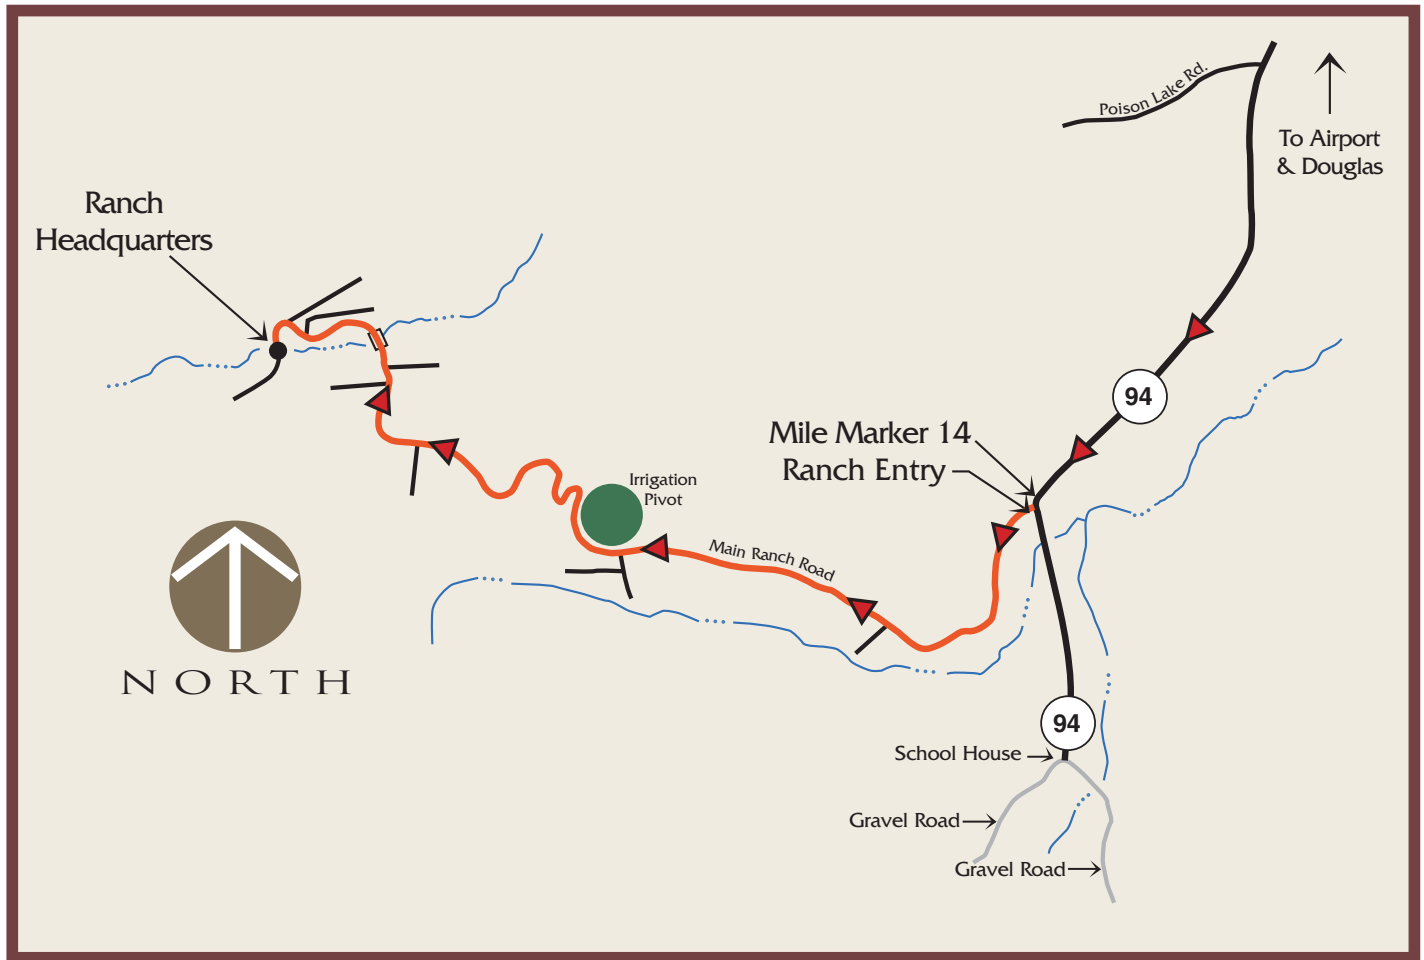 Poison Lake Rd.
To Airport
& Douglas
Ranch
Headquarters
94
Mile Marker 14
Ranch Entry
Irrigation
Pivot
Main Ranch Road
NORTH
94
School House
Gravel Road
Gravel Road